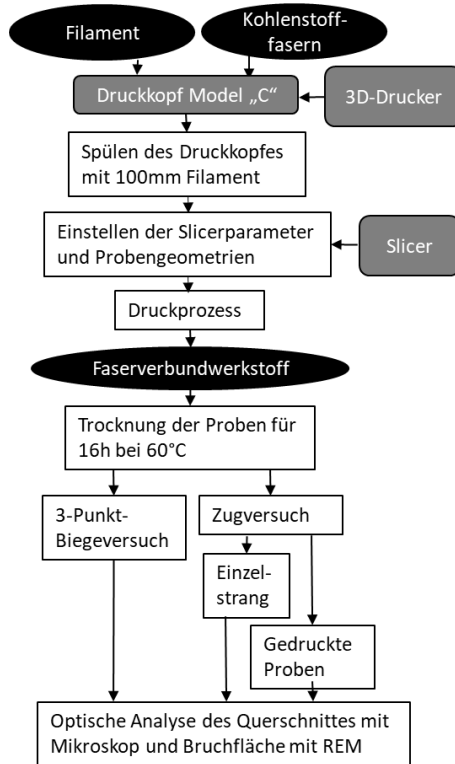 Filament
Kohlenstoff-
fasern
Druckkopf Model „C“
3D-Drucker
Spülen des Druckkopfes
mit 100mm Filament
Einstellen der Slicerparameter
und Probengeometrien
Slicer
Druckprozess
Faserverbundwerkstoff
Trocknung der Proben für
16h bei 60°C
3-Punkt-
Biegeversuch
Zugversuch
Einzel-
strang
Gedruckte
Proben
Optische Analyse des Querschnittes mit
Mikroskop und Bruchfläche mit REM